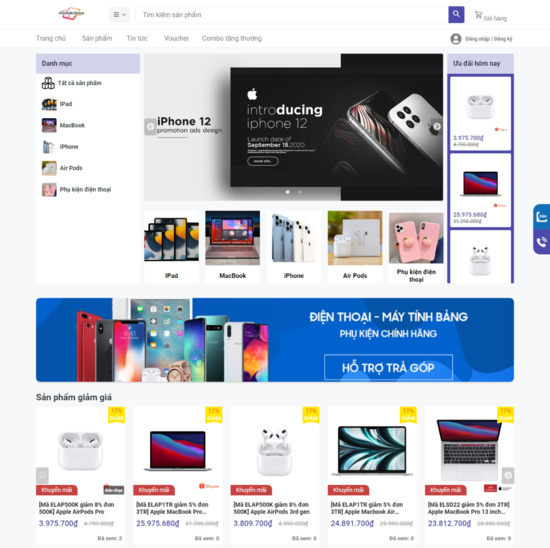 MobileGear
Tìm kiếm sản phẩm
Giỏ hàng
Trang chủ
Sản phẩm
Tin tức
Voucher
Combo tặng thưởng
Đăng nhập / Đăng ký
Danh mục
Tất cả sản phẩm
IPad
MacBook
iPhone
Air Pods
Phụ kiện điện thoại
iPhone 12
promotion ads design
introducing
iphone 12
Launch date of
September 15,2020
Ưu đãi hôm nay
3.975.700₫
4.790.000₫
25.975.680₫
31.296.000₫
IPad
MacBook
iPhone
Air Pods
Phụ kiện điện
thoại
ĐIỆN THOẠI - MÁY TÍNH BẢNG
PHỤ KIỆN CHÍNH HÃNG
HỖ TRỢ TRẢ GÓP
Sản phẩm giảm giá
17%
GIẢM
Khuyến mãi
Bán chạy
[Mã ELAP500K giảm 8% đơn
500K] Apple AirPods Pro
3.975.700₫
4.790.000₫
Đã xem: 2
17%
GIẢM
Khuyến mãi
[Mã ELAP1TR giảm 5% đơn
3TR] Apple MacBook Pro...
25.975.680₫
31.296.000₫
Đã xem: 0
17%
GIẢM
Khuyến mãi
[Mã ELAP500K giảm 8% đơn
500K] Apple AirPods 3rd gen
3.809.700₫
4.590.000₫
Đã xem: 0
17%
GIẢM
Khuyến mãi
[Mã ELAP1TR giảm 5% đơn
3TR] Apple MacBook Air...
24.891.700₫
29.990.000₫
Đã xem: 0
17%
GIẢM
Khuyến mãi
[Mã ELSD22 giảm 5% đơn 3TR]
Apple MacBook Pro 13 inch...
23.812.700₫
28.690.000₫
Đã xem: 0